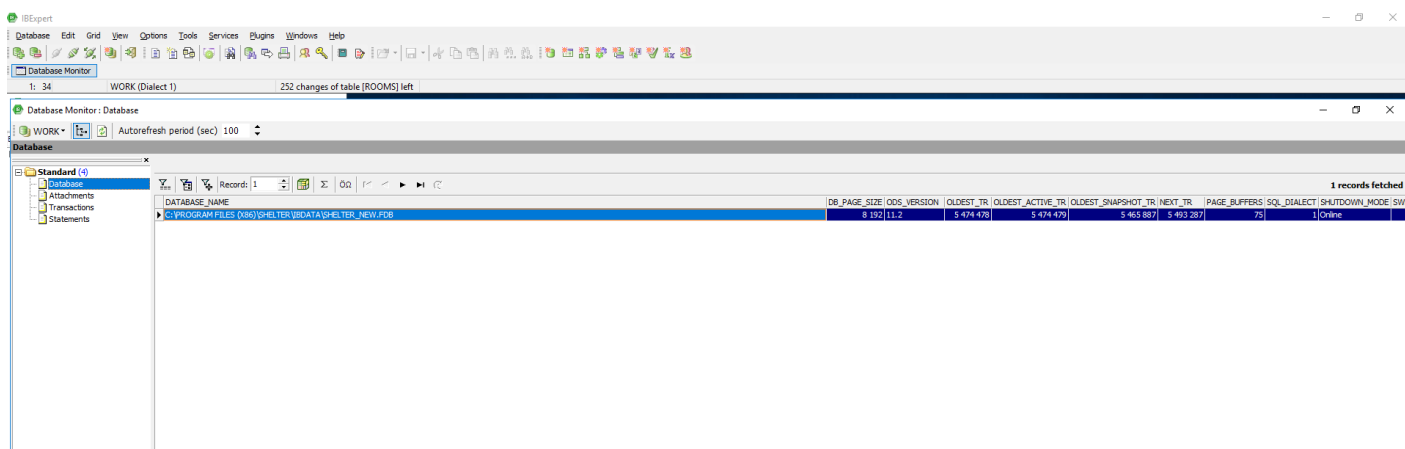 IBExpert
Database Edit Grid View Options Tools Services Plugins Windows Help
Database Monitor
1: 34 WORK (Dialect 1) 252 changes of table [ROOMS] left
Database Monitor : Database
WORK Autorefresh period (sec) 100
Database
Standard (4)
Database
Attachments
Transactions
Statements
Record: 1 Σ ÖΩ
1 records fetched
DATABASE_NAME DB_PAGE_SIZE ODS_VERSION OLDEST_TR OLDEST_ACTIVE_TR OLDEST_SNAPSHOT_TR NEXT_TR PAGE_BUFFERS SQL_DIALECT SHUTDOWN_MODE SW
C:\PROGRAM FILES (X86)\SHELTER\IBDATA\SHELTER_NEW.FDB 8 192 11.2 5 474 478 5 474 479 5 465 887 5 493 287 75 1 Online